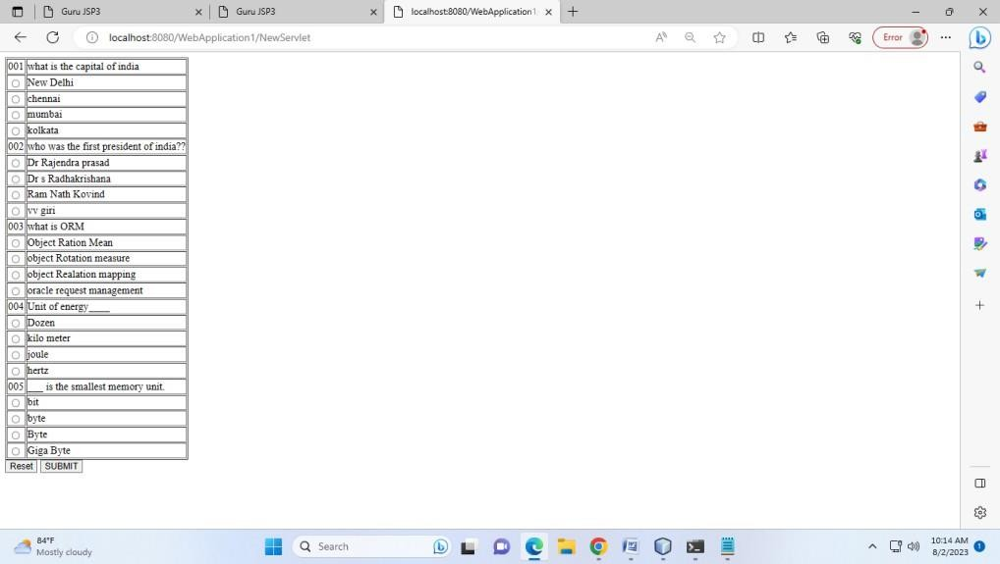 Guru JSP3
Guru JSP3
localhost:8080/WebApplication1
localhost:8080/WebApplication1/NewServlet
Error
001 what is the capital of india
New Delhi
chennai
mumbai
kolkata
002 who was the first president of india??
Dr Rajendra prasad
Dr s Radhakrishana
Ram Nath Kovind
vv giri
003 what is ORM
Object Ration Mean
object Rotation measure
object Realation mapping
oracle request management
004 Unit of energy____
Dozen
kilo meter
joule
hertz
005 ___ is the smallest memory unit.
bit
byte
Byte
Giga Byte
Reset SUBMIT
84°F
Mostly cloudy
Search
10:14 AM
8/2/2023
1